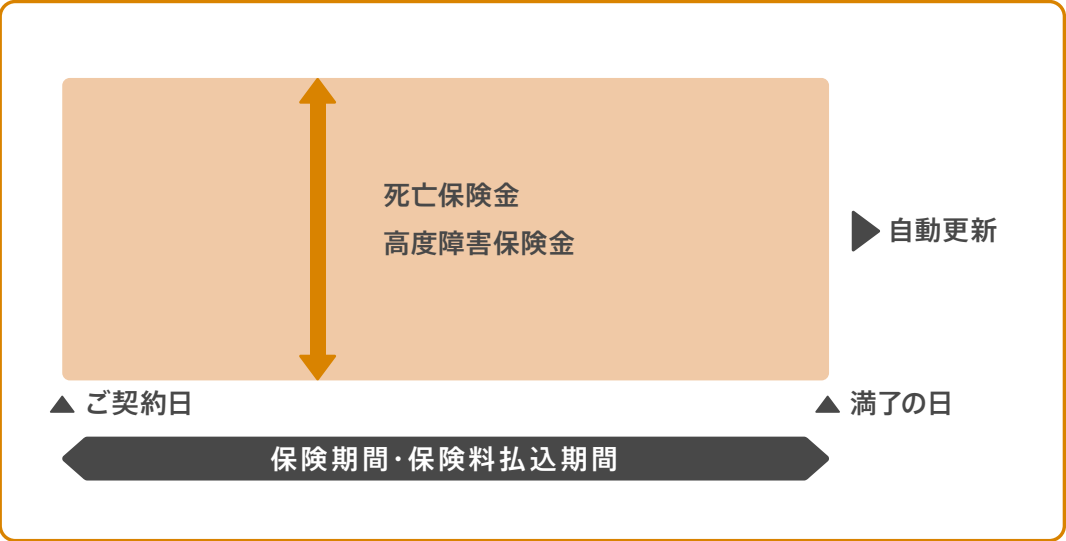 死亡保険金
高度障害保険金
自動更新
ご契約日
満了の日
保険期間・保険料払込期間